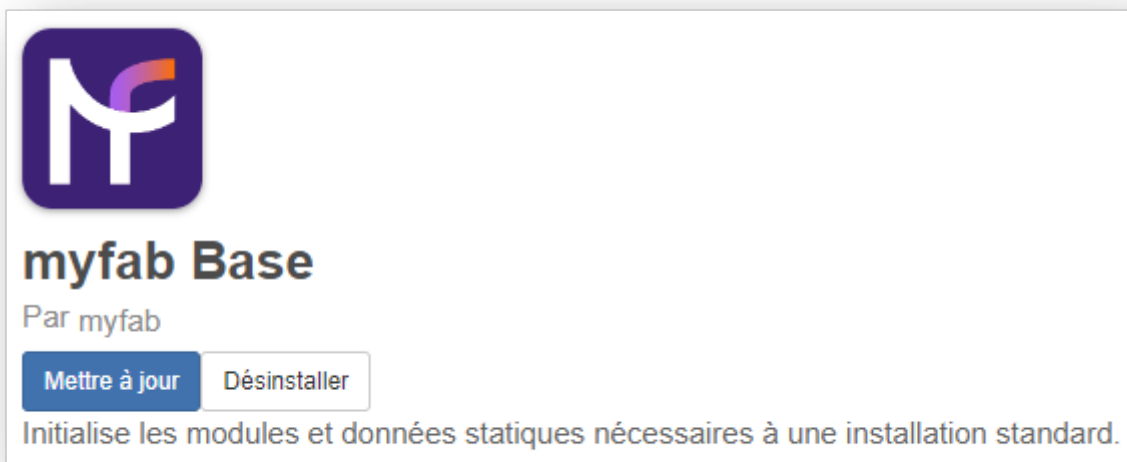 myfab Base
Par myfab
Mettre à jour
Désinstaller
Initialise les modules et données statiques nécessaires à une installation standard.